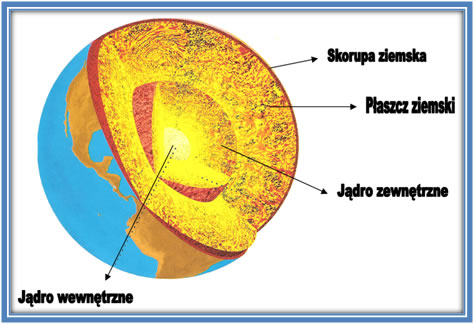 Skorupa ziemska
Płaszcz ziemski
Jądro zewnętrzne
Jądro wewnętrzne